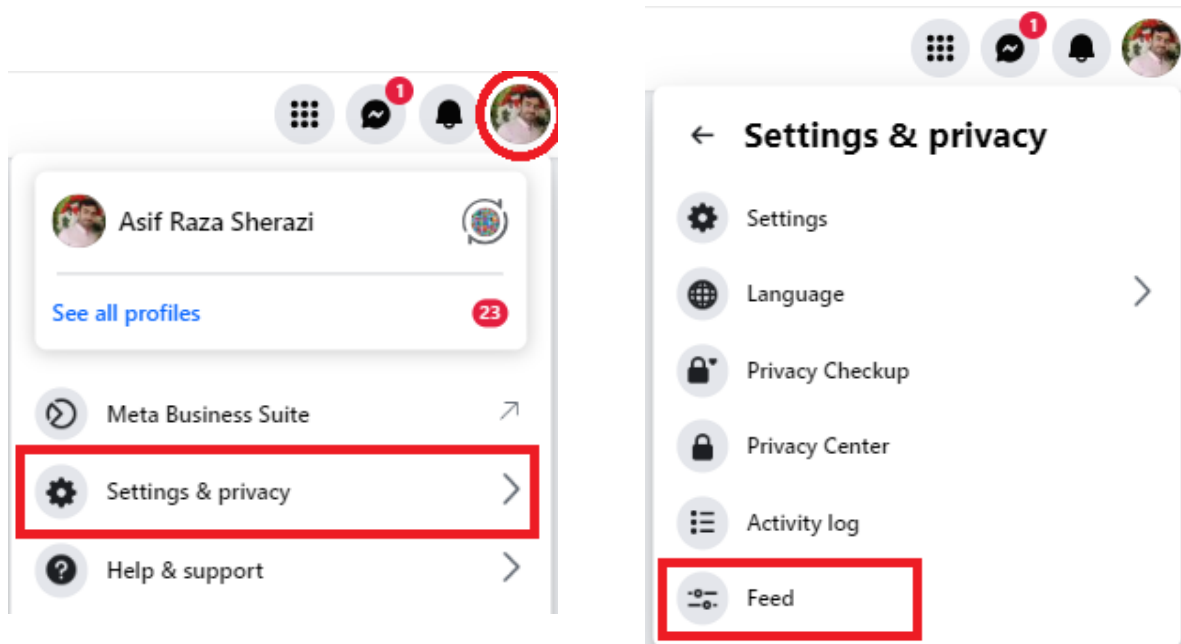 1
Asif Raza Sherazi
See all profiles
23
Meta Business Suite
Settings & privacy
Help & support
1
Settings & privacy
Settings
Language
Privacy Checkup
Privacy Center
Activity log
Feed